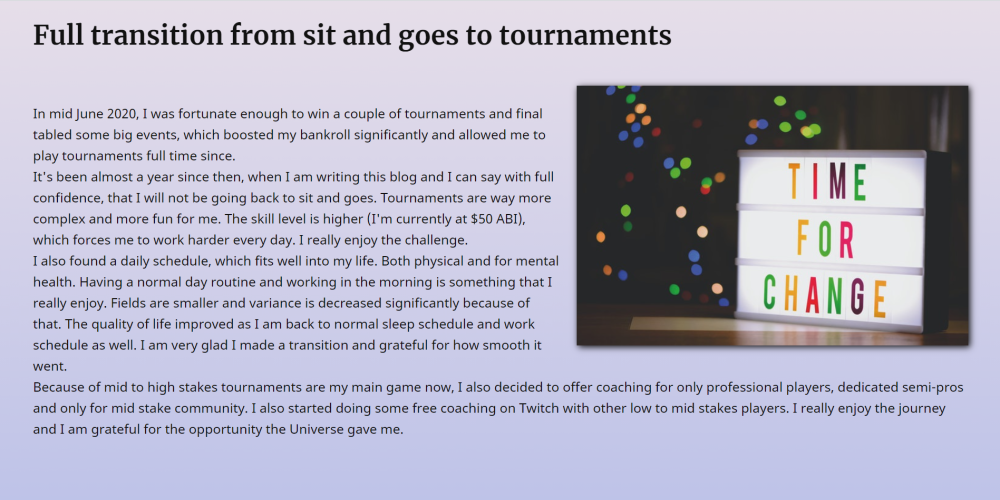 Full transition from sit and goes to tournaments
In mid June 2020, I was fortunate enough to win a couple of tournaments and final
tabled some big events, which boosted my bankroll significantly and allowed me to
play tournaments full time since.
It's been almost a year since then, when I am writing this blog and I can say with full
confidence, that I will not be going back to sit and goes. Tournaments are way more
complex and more fun for me. The skill level is higher (I'm currently at $50 ABI),
which forces me to work harder every day. I really enjoy the challenge.
I also found a daily schedule, which fits well into my life. Both physical and for mental
health. Having a normal day routine and working in the morning is something that I
really enjoy. Fields are smaller and variance is decreased significantly because of
that. The quality of life improved as I am back to normal sleep schedule and work
schedule as well. I am very glad I made a transition and grateful for how smooth it
went.
Because of mid to high stakes tournaments are my main game now, I also decided to offer coaching for only professional players, dedicated semi-pros
and only for mid stake community. I also started doing some free coaching on Twitch with other low to mid stakes players. I really enjoy the journey
and I am grateful for the opportunity the Universe gave me.
TIME
FOR
CHANGE